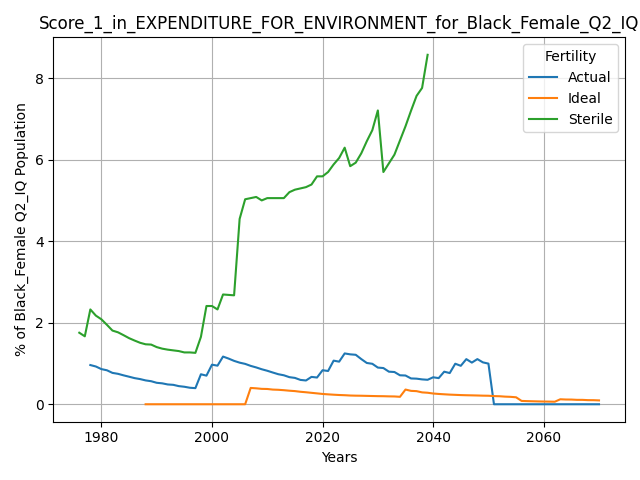 Score_1_in_EXPENDITURE_FOR_ENVIRONMENT_for_Black_Female_Q2_IQ
% of Black_Female Q2_IQ Population
8
6
4
2
0
Fertility
Actual
Ideal
Sterile
1980 2000 2020 2040 2060
Years